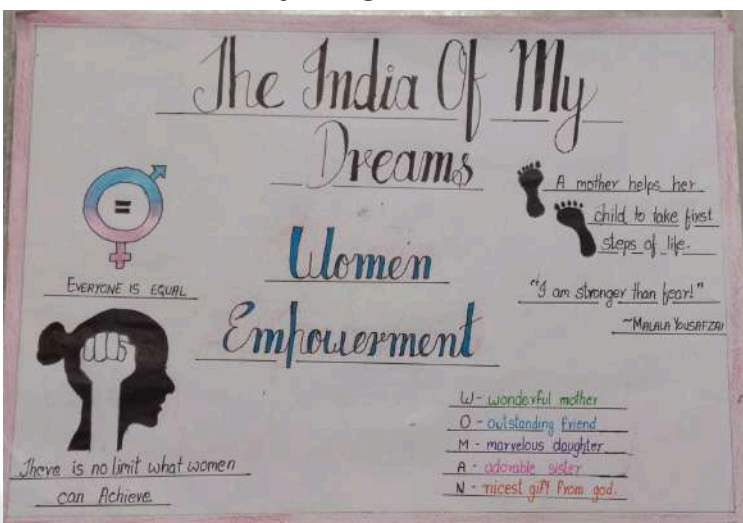 The India Of My
Dreams
=
EVERYONE IS EQUAL
Women
Empowerment
A mother helps her
child to take first
steps of life.
"I am stronger than fear!"
~MALALA YOUSAFZAI
There is no limit what women
can Achieve
W - wonderful mother
O - outstanding friend
M - marvelous daughter
A - adorable sister
N - nicest gift from god.